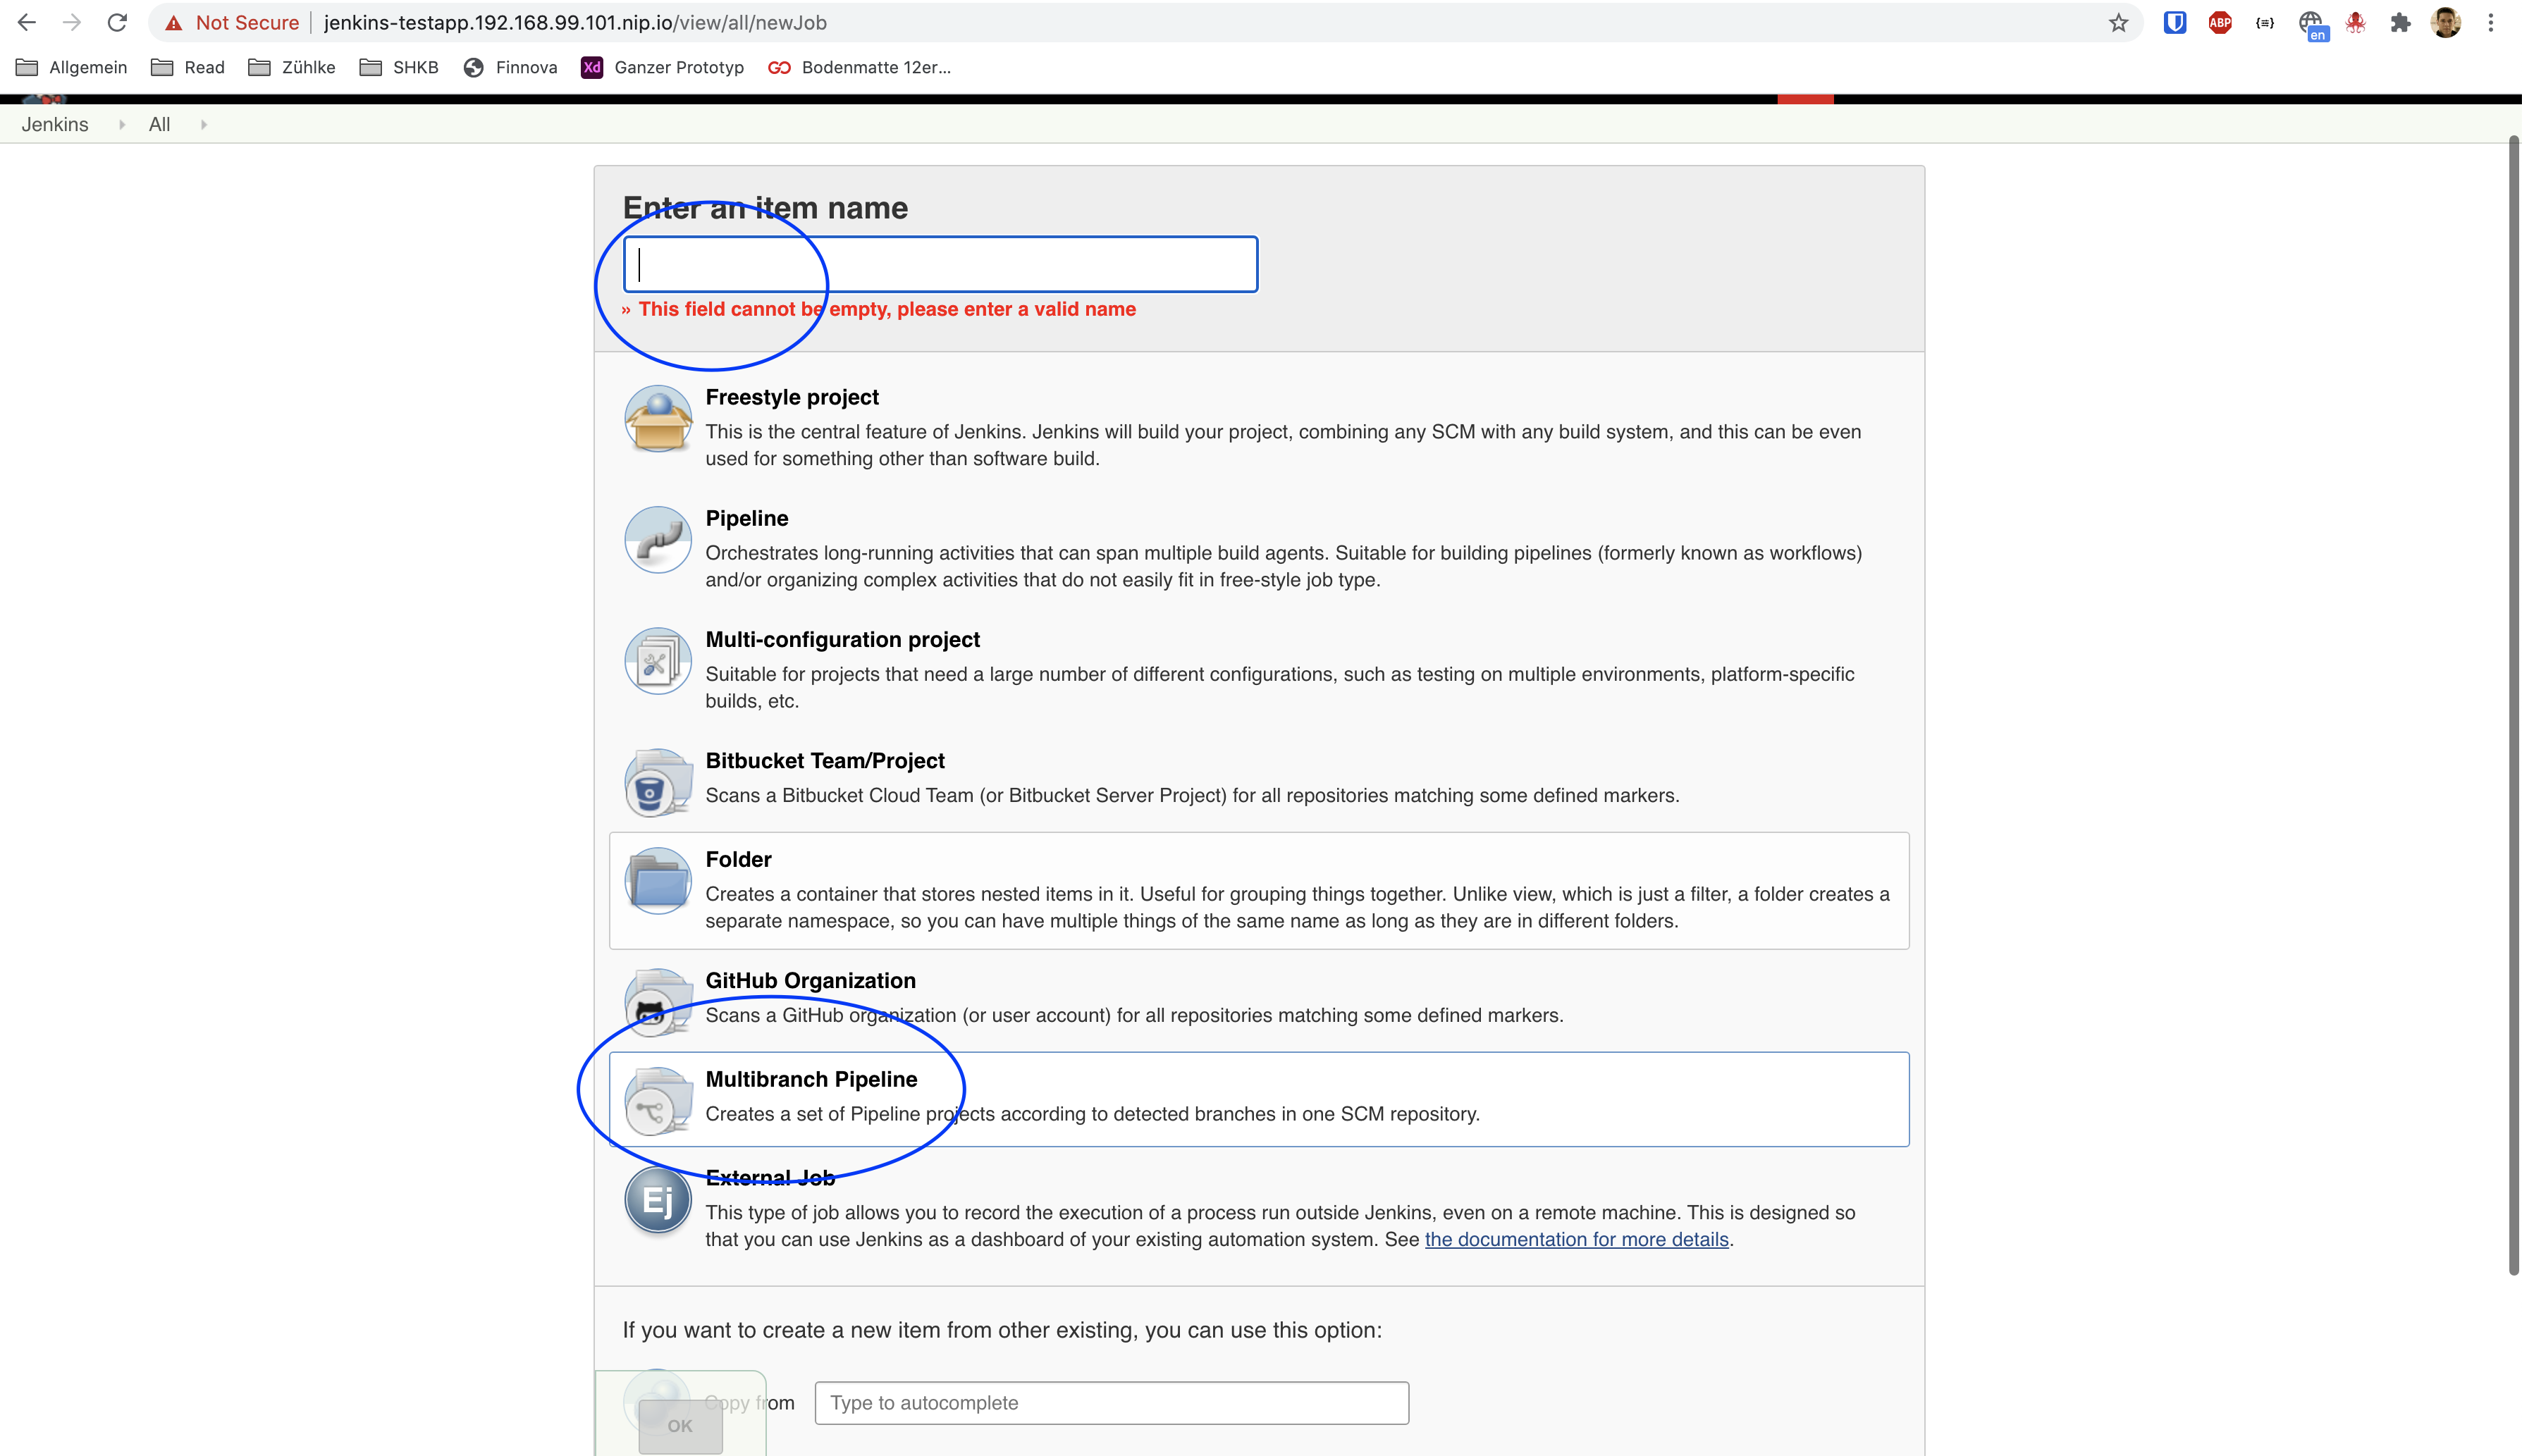 Not Secure jenkins-testapp.192.168.99.101.nip.io/view/all/newJob
ABP
en
Allgemein Read Zühlke SHKB Finnova Xd Ganzer Prototyp Bodenmatte 12er...
Jenkins All
Enter an item name
» This field cannot be empty, please enter a valid name
Freestyle project
This is the central feature of Jenkins. Jenkins will build your project, combining any SCM with any build system, and this can be even
used for something other than software build.
Pipeline
Orchestrates long-running activities that can span multiple build agents. Suitable for building pipelines (formerly known as workflows)
and/or organizing complex activities that do not easily fit in free-style job type.
Multi-configuration project
Suitable for projects that need a large number of different configurations, such as testing on multiple environments, platform-specific
builds, etc.
Bitbucket Team/Project
Scans a Bitbucket Cloud Team (or Bitbucket Server Project) for all repositories matching some defined markers.
Folder
Creates a container that stores nested items in it. Useful for grouping things together. Unlike view, which is just a filter, a folder creates a
separate namespace, so you can have multiple things of the same name as long as they are in different folders.
GitHub Organization
Scans a GitHub organization (or user account) for all repositories matching some defined markers.
Multibranch Pipeline
Creates a set of Pipeline projects according to detected branches in one SCM repository.
External Job
Ej
This type of job allows you to record the execution of a process run outside Jenkins, even on a remote machine. This is designed so
that you can use Jenkins as a dashboard of your existing automation system. See the documentation for more details.
If you want to create a new item from other existing, you can use this option:
Copy from Type to autocomplete
OK